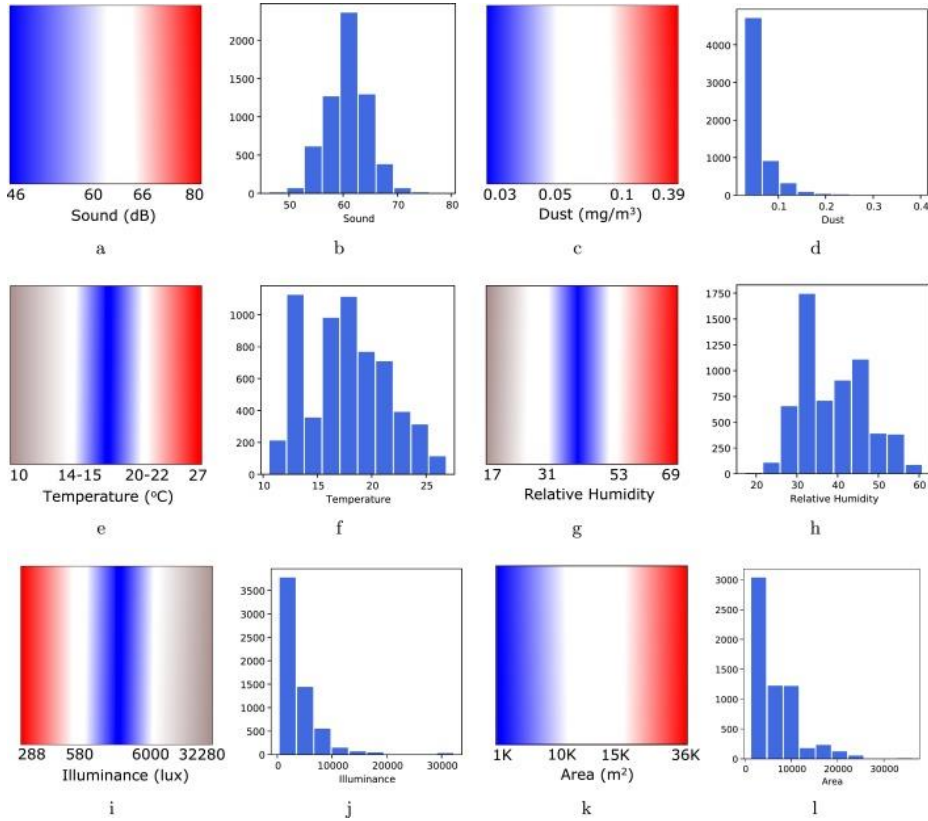 2000
1500
1000
500
0
46 60 66 80
Sound (dB)
50 60 70 80
Sound
a
b
4000
3000
2000
1000
0
0.03 0.05 0.1 0.39
Dust (mg/m³)
0.1 0.2 0.3 0.4
Dust
c
d
1000
800
600
400
200
0
10 14-15 20-22 27
Temperature (°C)
10 15 20 25
Temperature
e
f
1750
1500
1250
1000
750
500
250
0
17 31 53 69
Relative Humidity
20 30 40 50 60
Relative Humidity
g
h
3500
3000
2500
2000
1500
1000
500
0
288 580 6000 32280
Illuminance (lux)
0 10000 20000 30000
Illuminance
i
j
3000
2500
2000
1500
1000
500
0
1K 10K 15K 36K
Area (m²)
0 10000 20000 30000
Area
k
l